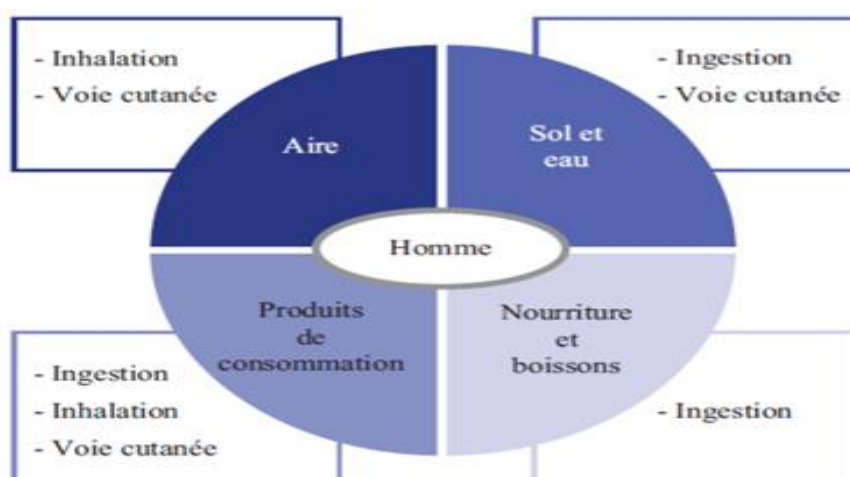 - Inhalation
- Voie cutanée
Aire
Sol et
eau
- Ingestion
- Voie cutanée
Homme
Produits
de
consommation
Nourriture
et
boissons
- Ingestion
- Inhalation
- Voie cutanée
- Ingestion